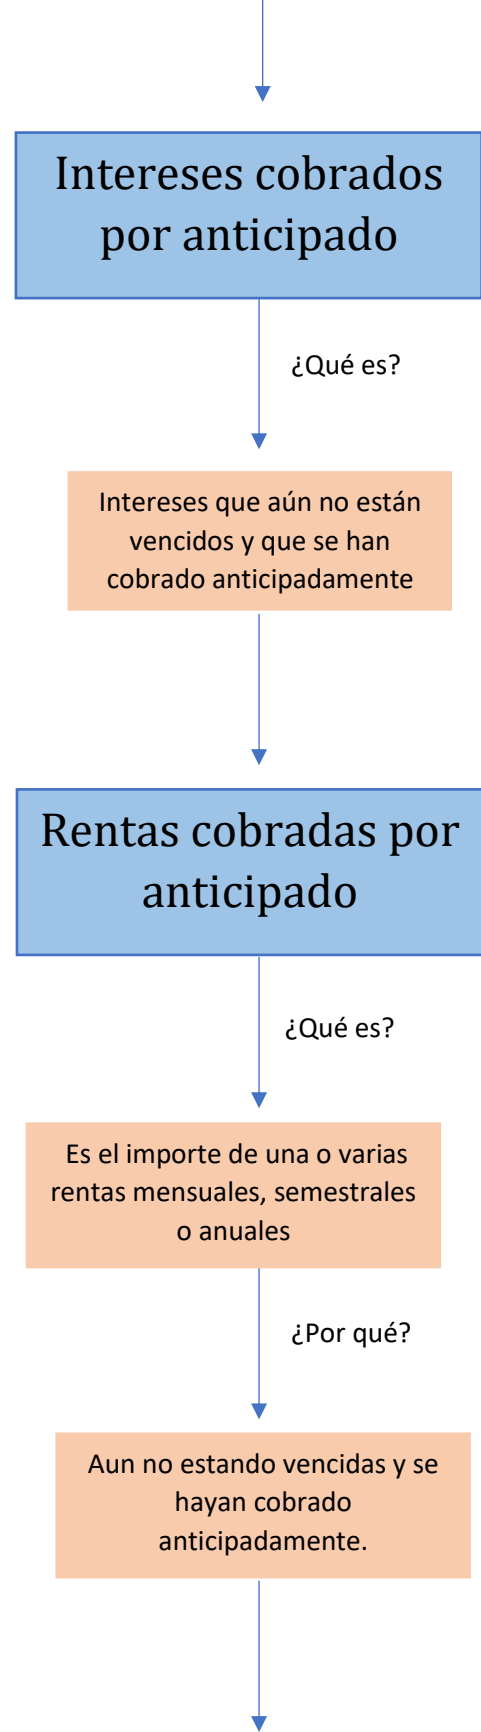 Intereses cobrados
por anticipado
¿Qué es?
Intereses que aún no están
vencidos y que se han
cobrado anticipadamente
Rentas cobradas por
anticipado
¿Qué es?
Es el importe de una o varias
rentas mensuales, semestrales
o anuales
¿Por qué?
Aun no estando vencidas y se
hayan cobrado
anticipadamente.